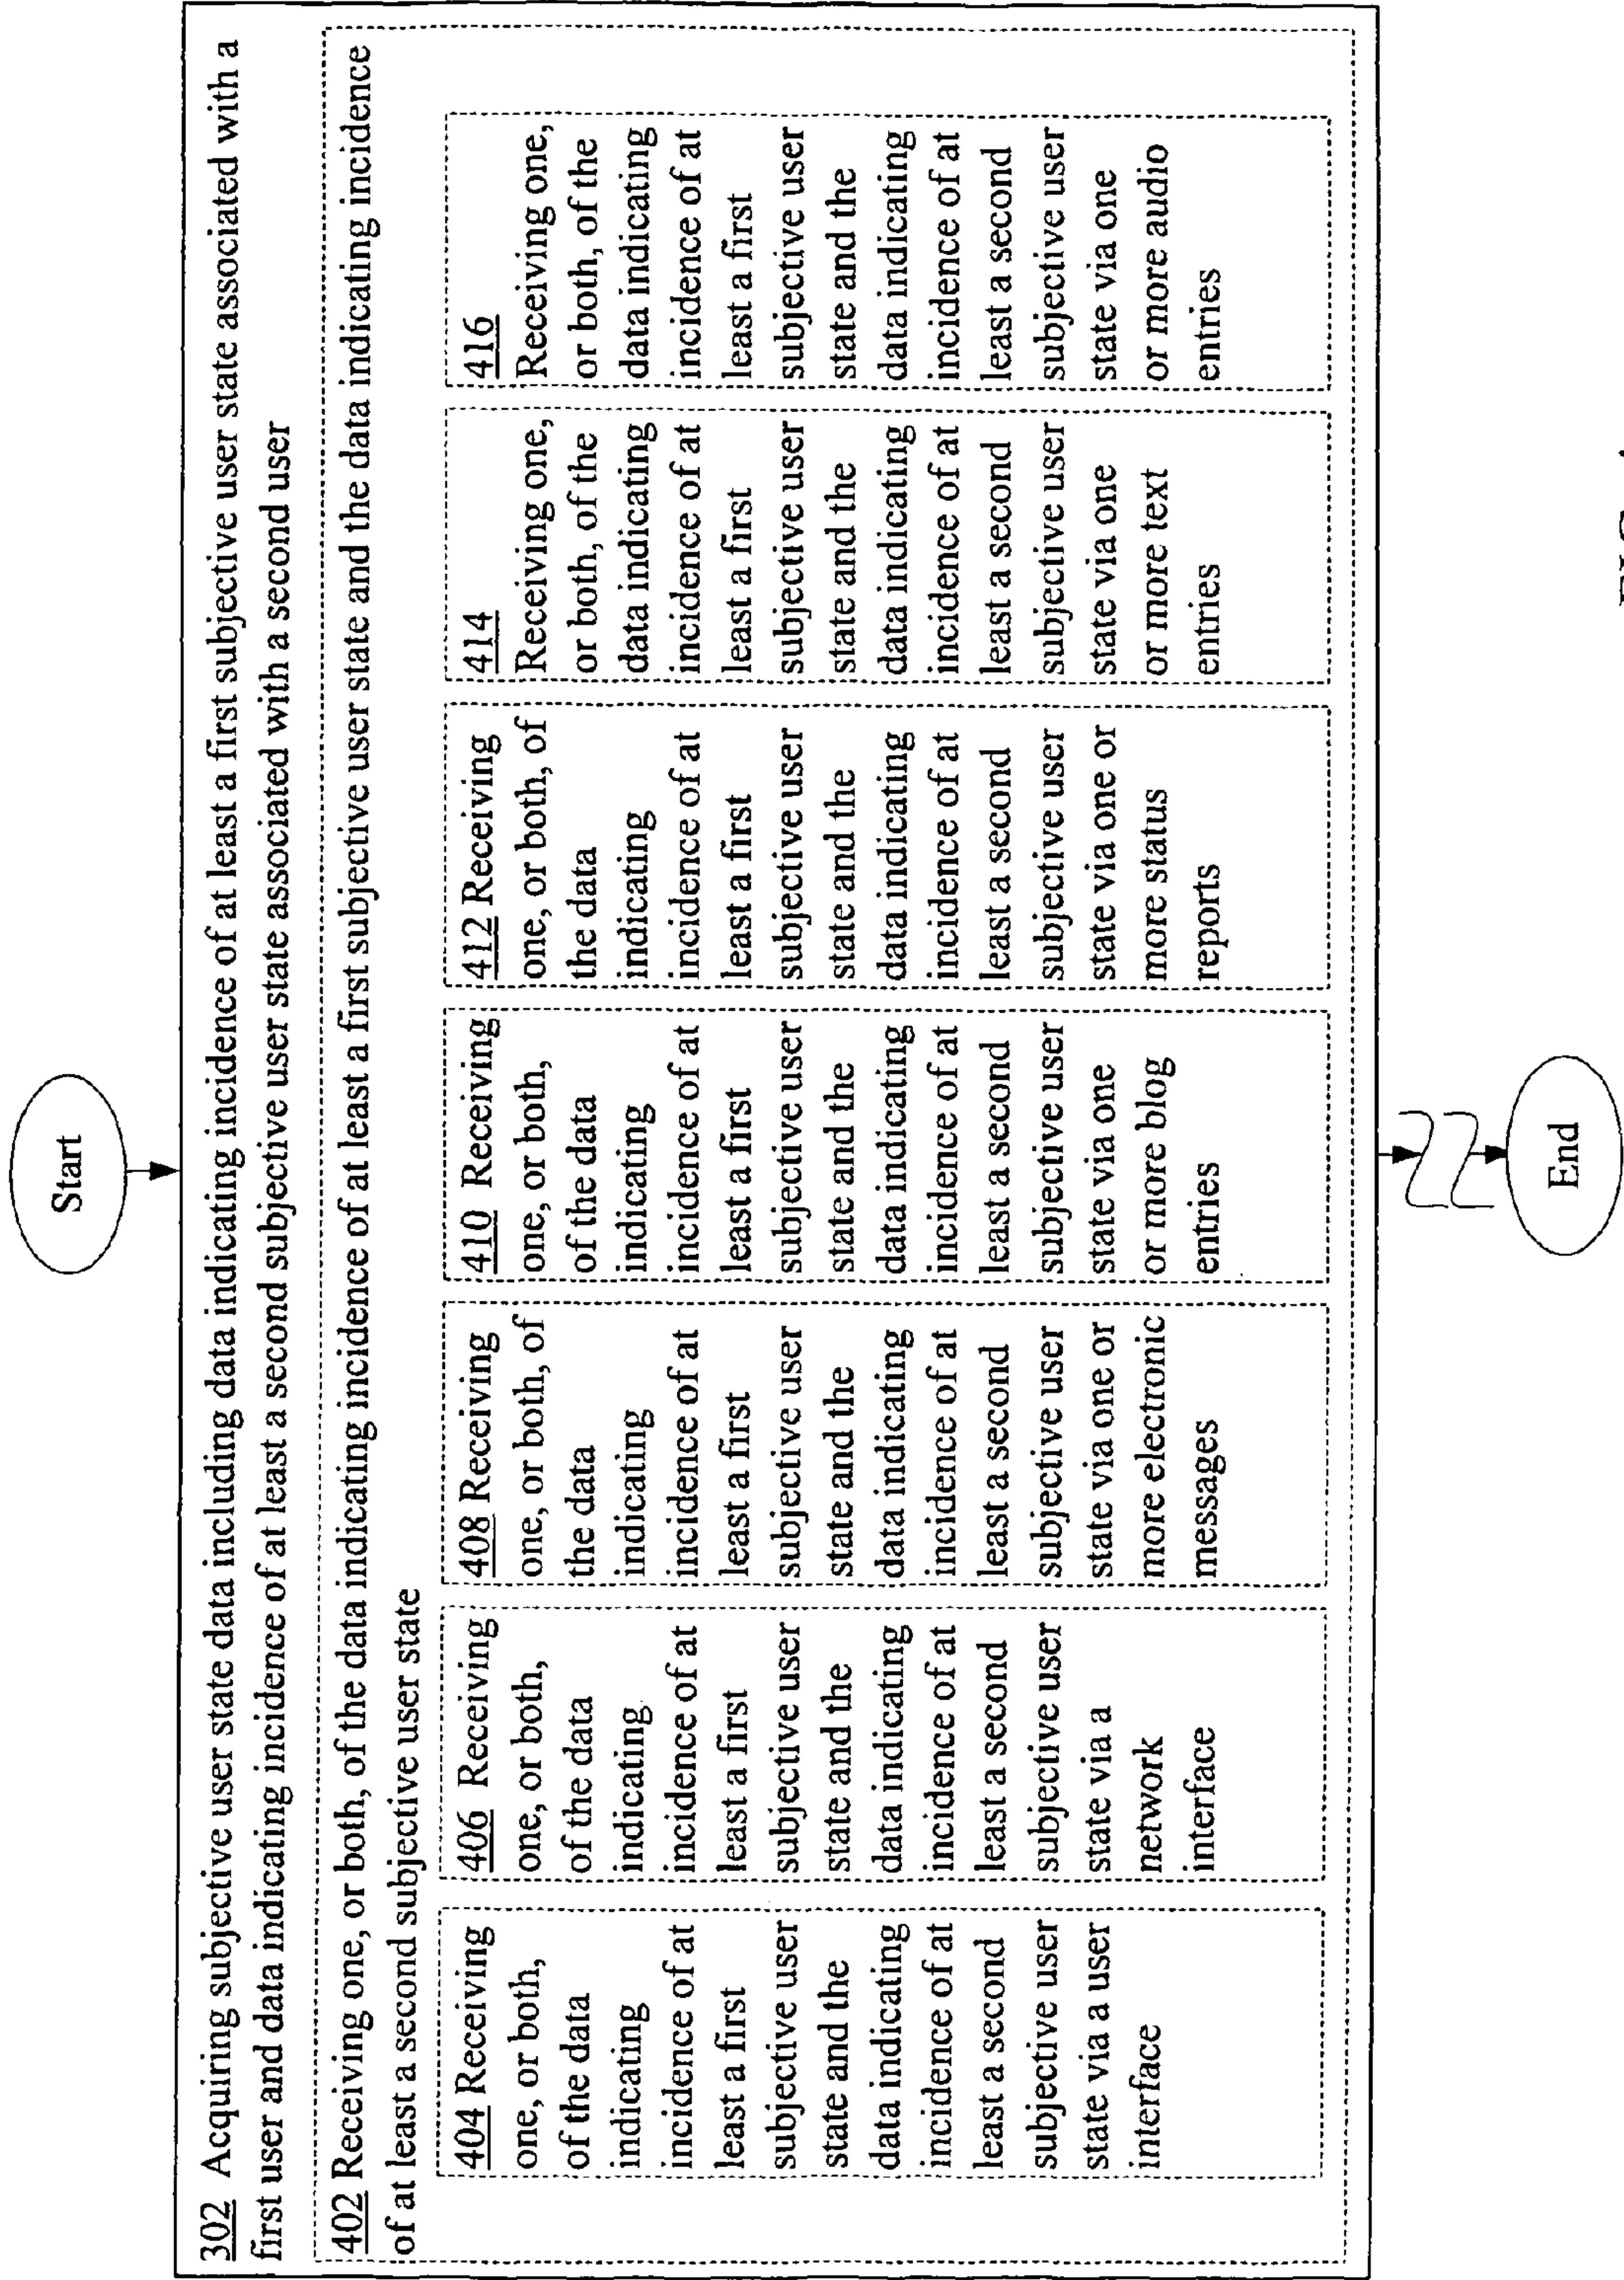 Start
302 Acquiring subjective user state data including data indicating incidence of at least a first subjective user state associated with a
first user and data indicating incidence of at least a second subjective user state associated with a second user
402 Receiving one, or both, of the data indicating incidence of at least a first subjective user state and the data indicating incidence
of at least a second subjective user state
404 Receiving
one, or both,
of the data
indicating
incidence of at
least a first
subjective user
state and the
data indicating
incidence of at
least a second
subjective user
state via a user
interface
406 Receiving
one, or both,
of the data
indicating
incidence of at
least a first
subjective user
state and the
data indicating
incidence of at
least a second
subjective user
state via a
network
interface
408 Receiving
one, or both, of
the data
indicating
incidence of at
least a first
subjective user
state and the
data indicating
incidence of at
least a second
subjective user
state via one or
more electronic
messages
410 Receiving
one, or both,
of the data
indicating
incidence of at
least a first
subjective user
state and the
data indicating
incidence of at
least a second
subjective user
state via one
or more blog
entries
412 Receiving
one, or both, of
the data
indicating
incidence of at
least a first
subjective user
state and the
data indicating
incidence of at
least a second
subjective user
state via one or
more status
reports
414
Receiving one,
or both, of the
data indicating
incidence of at
least a first
subjective user
state and the
data indicating
incidence of at
least a second
subjective user
state via one
or more text
entries
416
Receiving one,
or both, of the
data indicating
incidence of at
least a first
subjective user
state and the
data indicating
incidence of at
least a second
subjective user
state via one
or more audio
entries
End